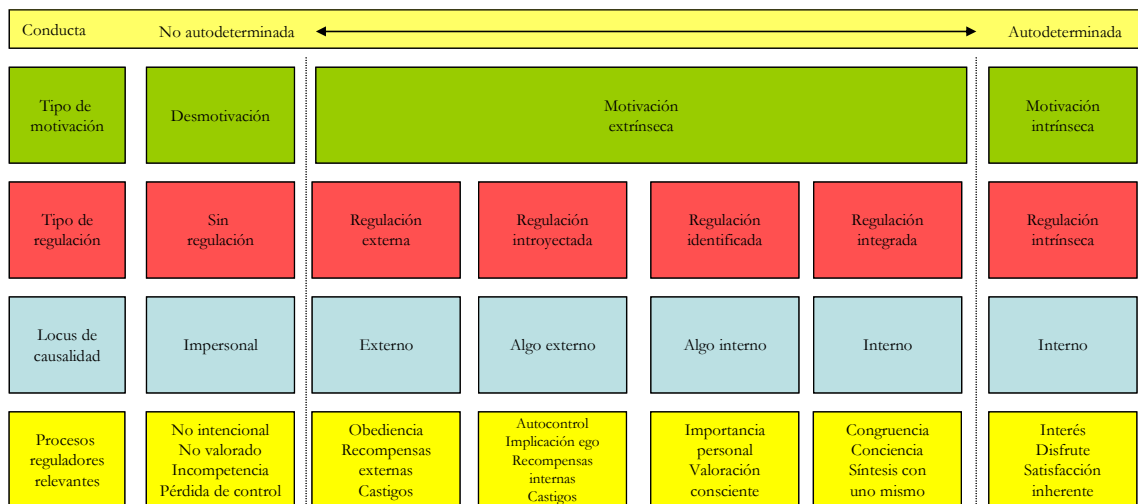 Conducta No autodeterminada Autodeterminada
Tipo de
motivación
Desmotivación
Motivación
extrínseca
Motivación
intrínseca
Tipo de
regulación
Sin
regulación
Regulación
externa
Regulación
introyectada
Regulación
identificada
Regulación
integrada
Regulación
intrínseca
Locus de
causalidad
Impersonal
Externo
Algo externo
Algo interno
Interno
Interno
Procesos
reguladores
relevantes
No intencional
No valorado
Incompetencia
Pérdida de control
Obediencia
Recompensas
externas
Castigos
Autocontrol
Implicación ego
Recompensas
internas
Castigos
Importancia
personal
Valoración
consciente
Congruencia
Conciencia
Síntesis con
uno mismo
Interés
Disfrute
Satisfacción
inherente